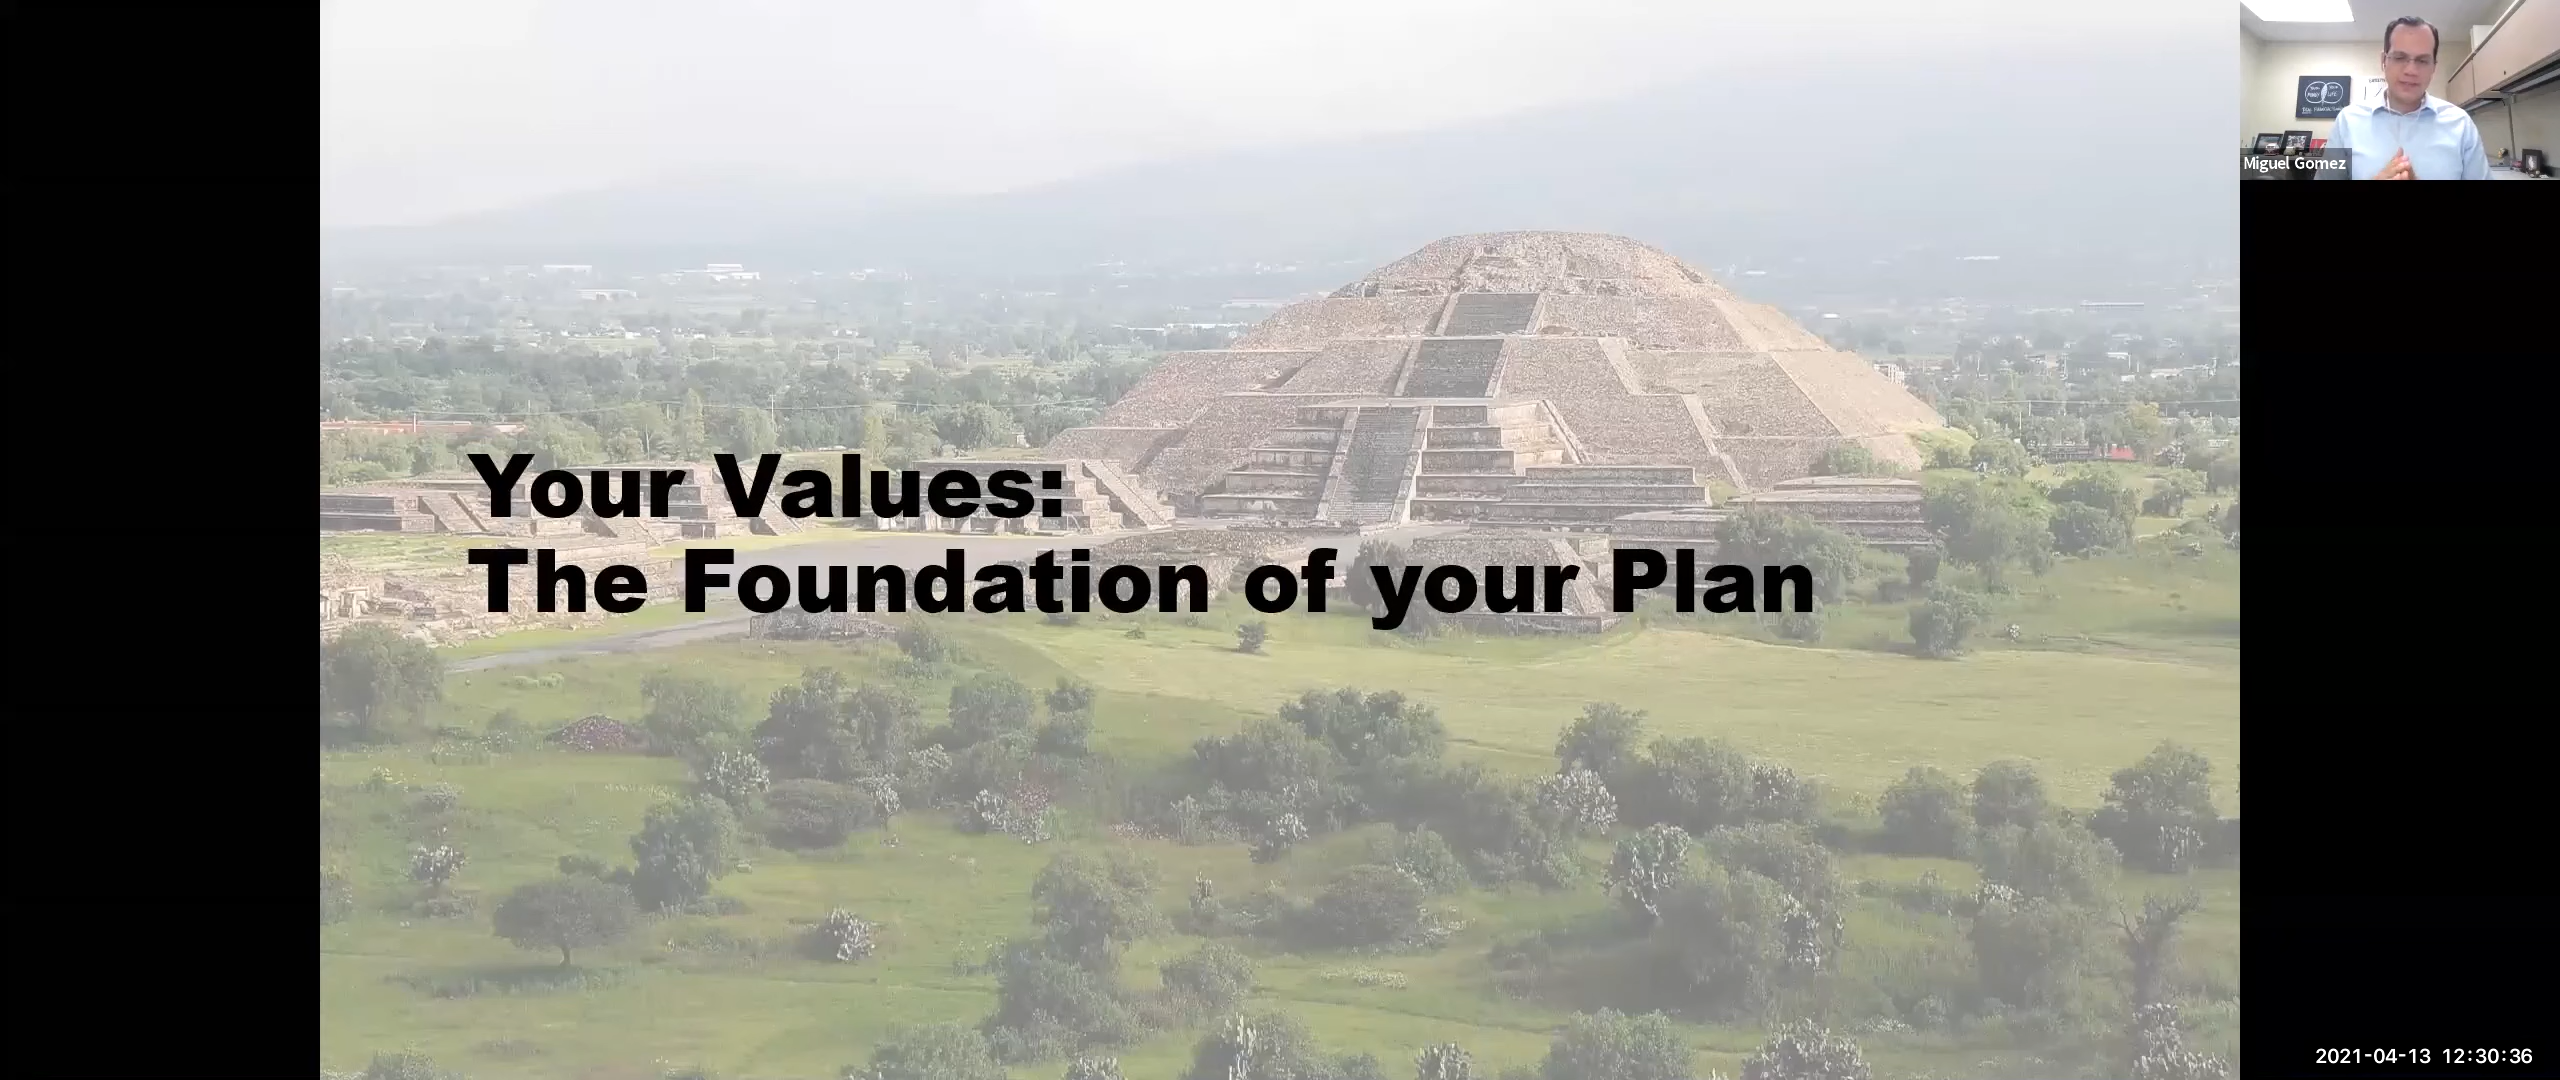 Your Values:
The Foundation of your Plan
Miguel Gomez
2021-04-13 12:30:36